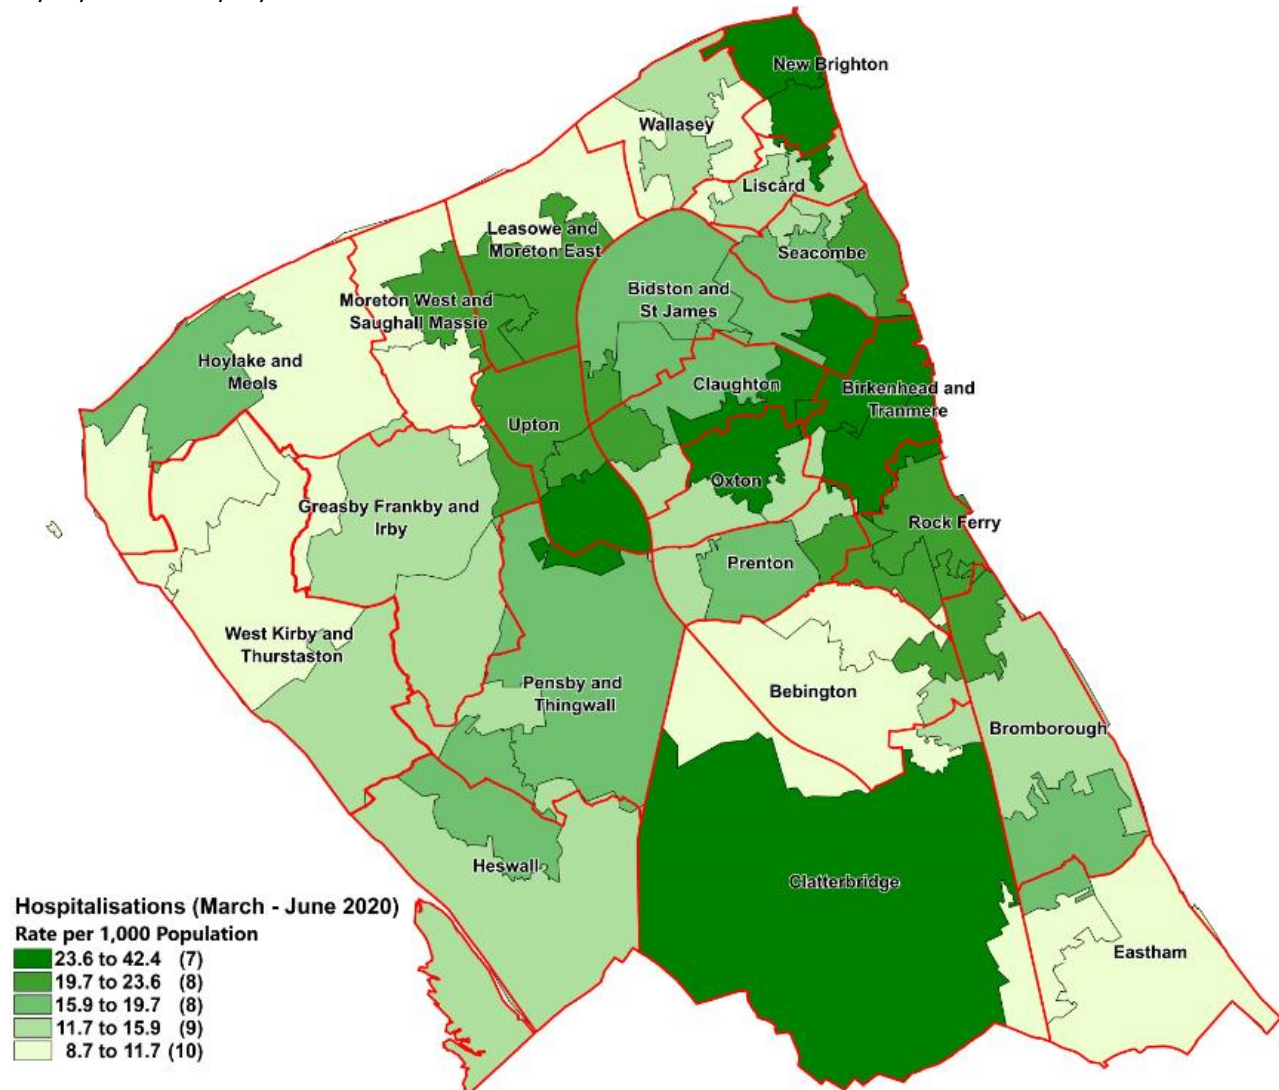 New Brighton
Wallasey
Liscard
Leasowe and
Moreton East
Seacombe
Bidston and
St James
Moreton West and
Saughall Massie
Hoylake and
Meols
Claughton
Birkenhead and
Tranmere
Upton
Oxton
Greasby Frankby and
Irby
Rock Ferry
Prenton
West Kirby and
Thurstaston
Pensby and
Thingwall
Bebington
Bromborough
Heswall
Clatterbridge
Eastham
Hospitalisations (March - June 2020)
Rate per 1,000 Population
23.6 to 42.4 (7)
19.7 to 23.6 (8)
15.9 to 19.7 (8)
11.7 to 15.9 (9)
8.7 to 11.7 (10)